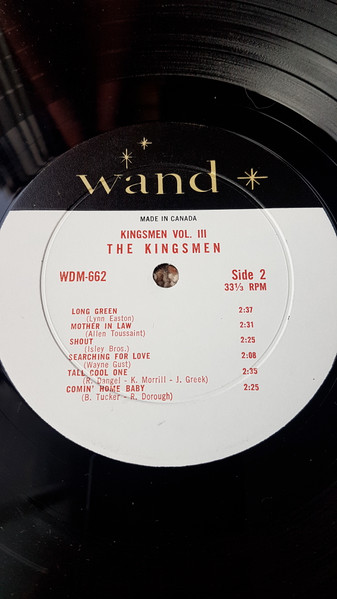 wand
MADE IN CANADA
KINGSMEN VOL. III
THE KINGSMEN
WDM-662 Side 2
33⅓ RPM
LONG GREEN 2:37
(Lynn Easton)
MOTHER IN LAW 2:31
(Allen Toussaint)
SHOUT 2:25
(Isley Bros.)
SEARCHING FOR LOVE 2:08
(Wayne Gust)
TALL COOL ONE 2:35
(R. Dangel - K. Morrill - J. Greek)
COMIN' HOME BABY 2:25
(B. Tucker - R. Dorough)